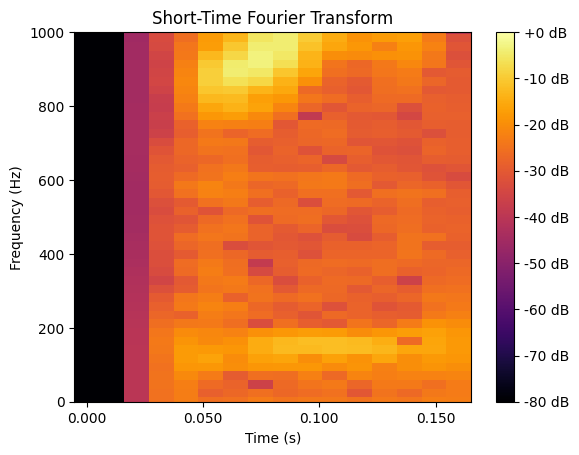 Short-Time Fourier Transform
1000
800
600
400
200
0
Frequency (Hz)
0.000
0.050
0.100
0.150
Time (s)
+0 dB
-10 dB
-20 dB
-30 dB
-40 dB
-50 dB
-60 dB
-70 dB
-80 dB